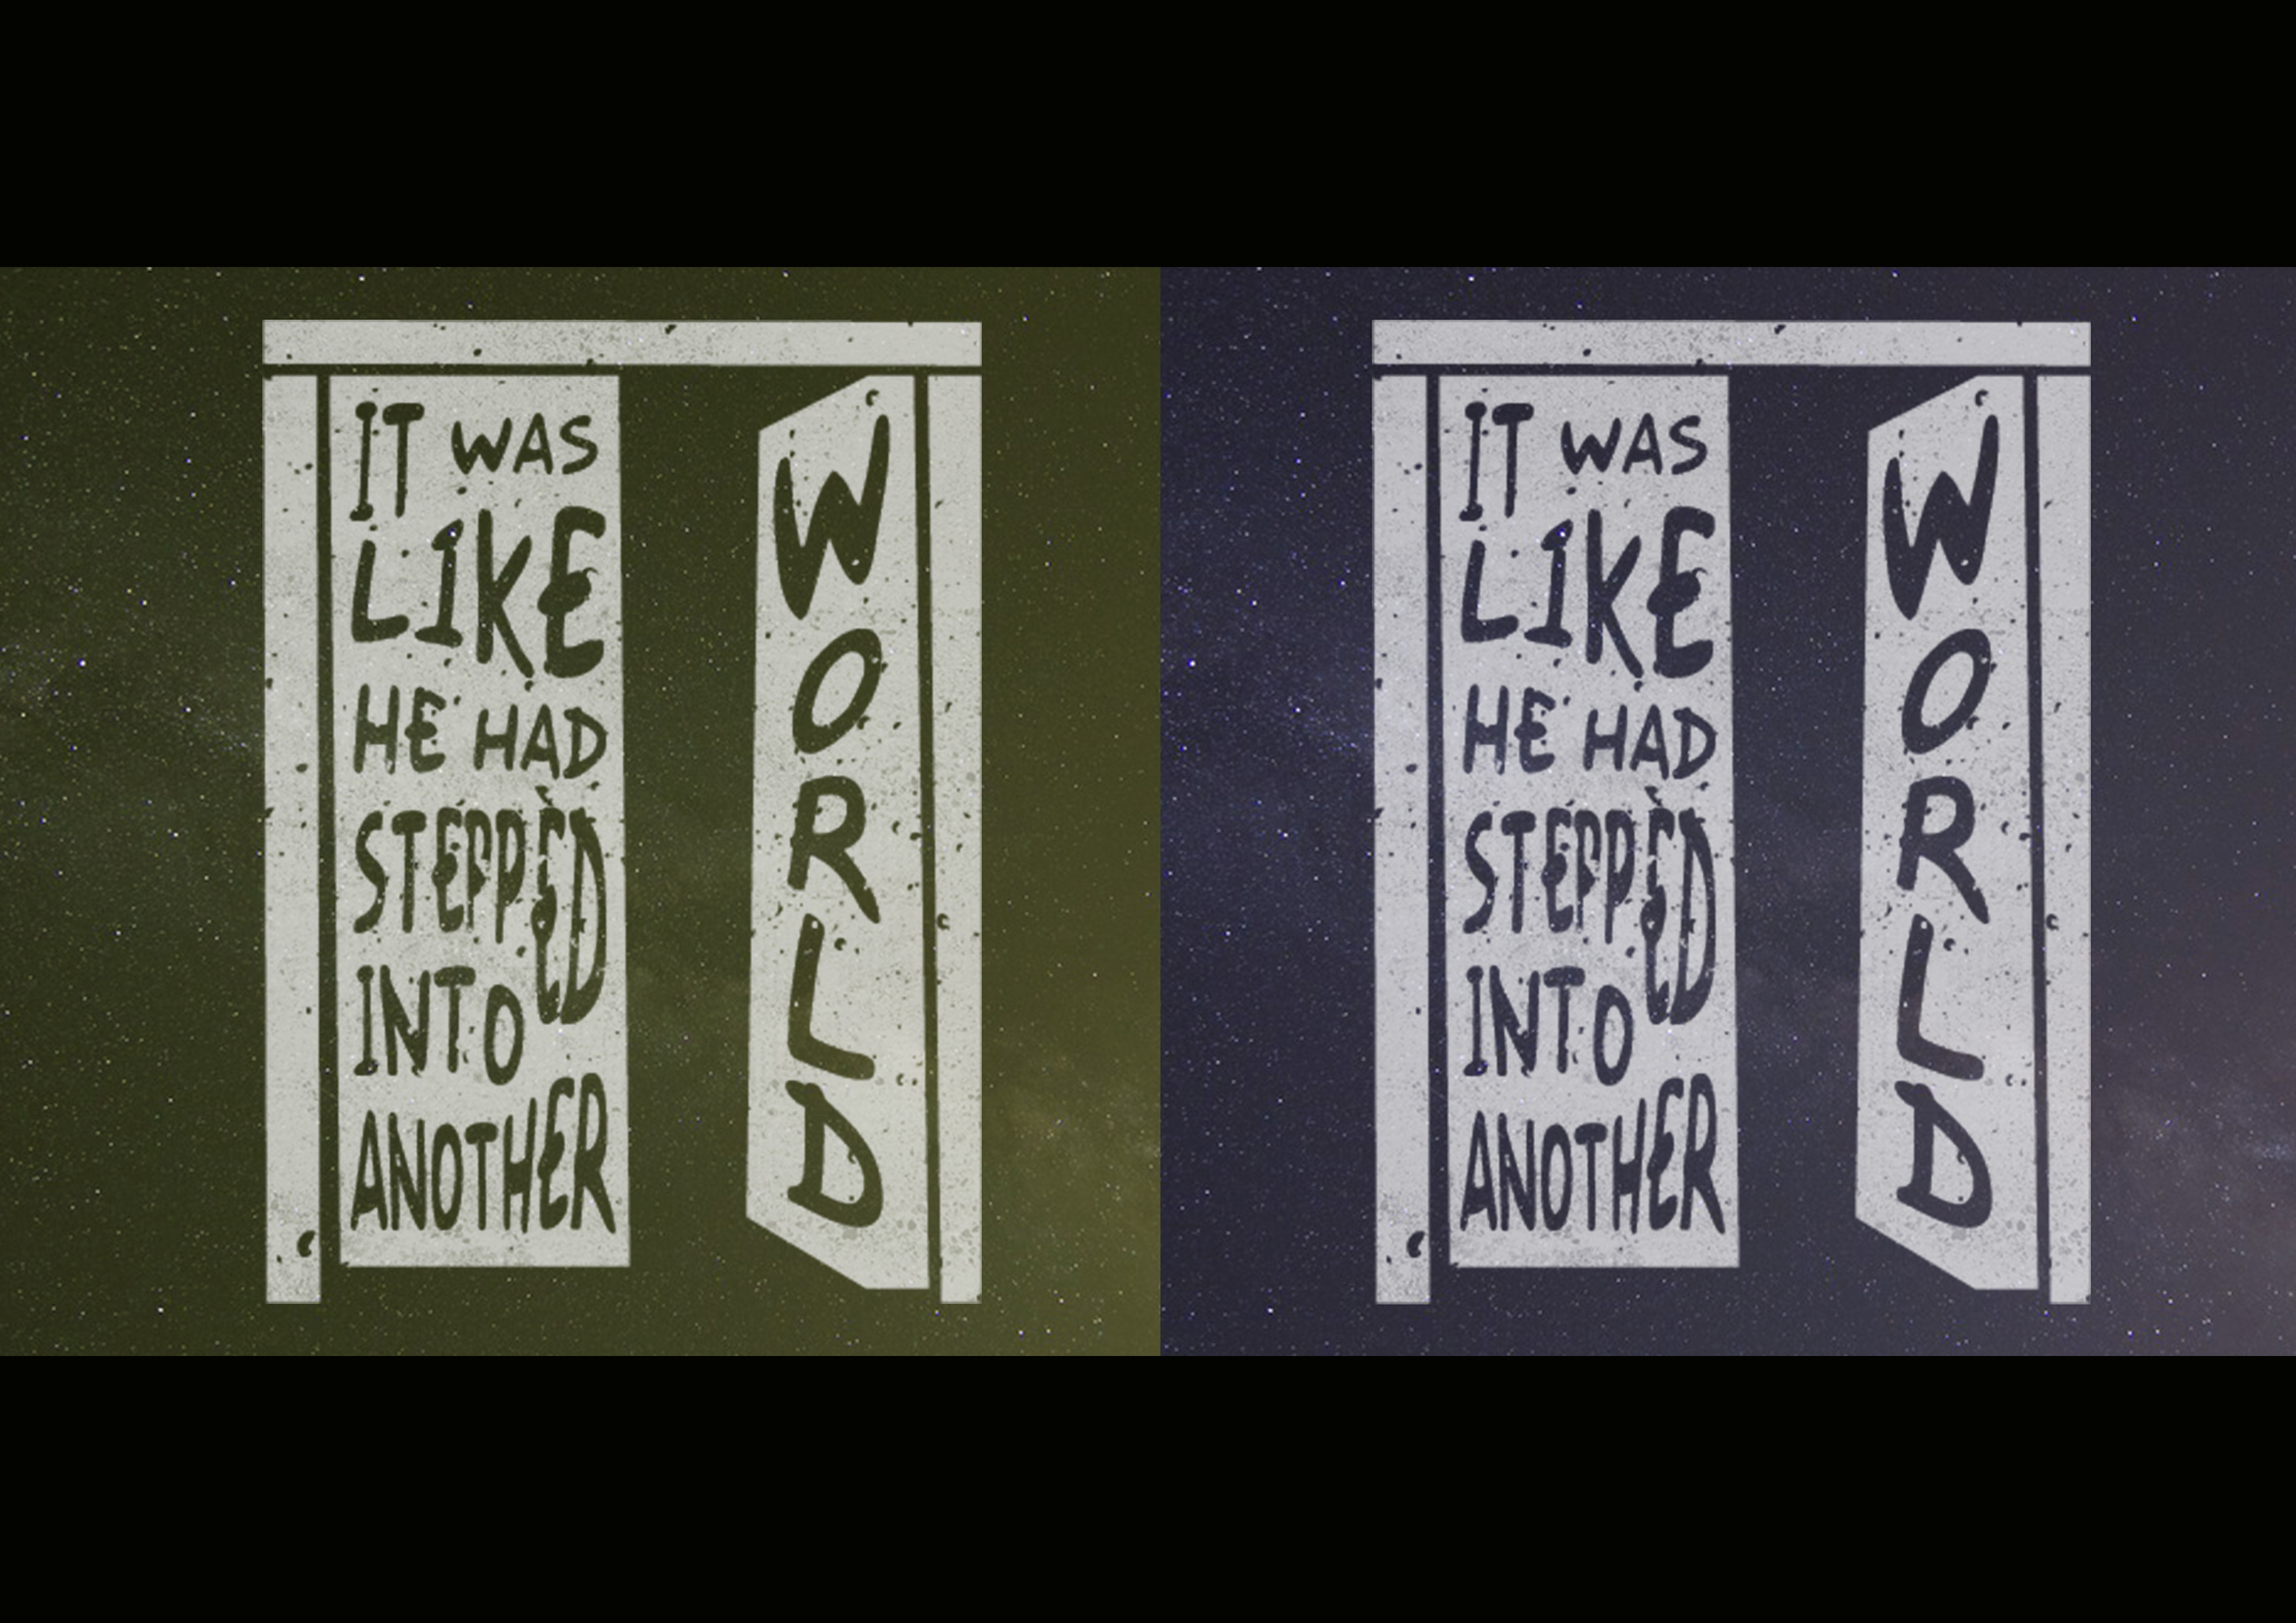 IT WAS
LIKE
HE HAD
STEPPED
INTO
ANOTHER
WORLD
IT WAS
LIKE
HE HAD
STEPPED
INTO
ANOTHER
WORLD